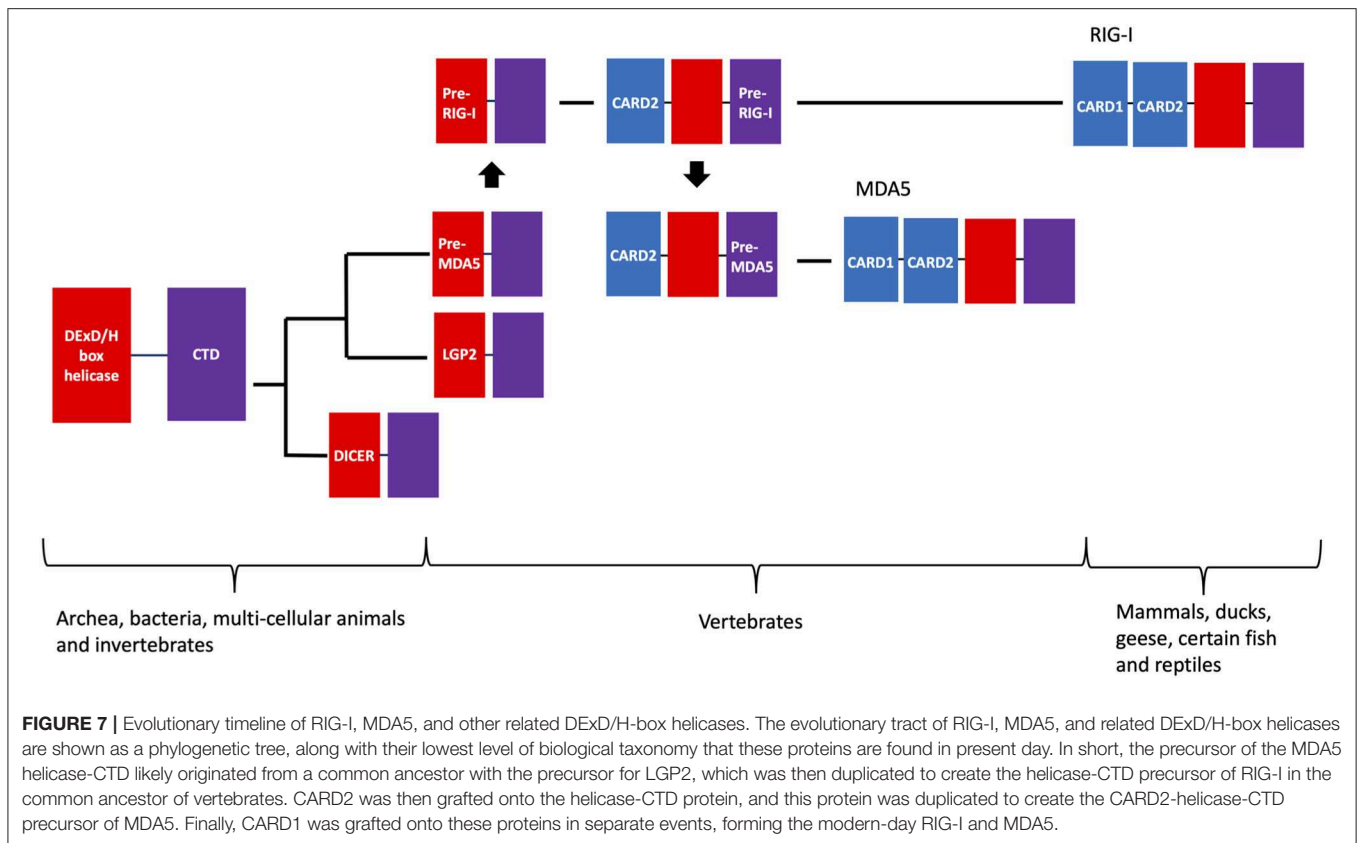 RIG-I
Pre-
RIG-I
CARD2
Pre-
RIG-I
CARD1
CARD2
MDA5
Pre-
MDA5
CARD2
Pre-
MDA5
CARD1
CARD2
DExD/H
box
helicase
CTD
LGP2
DICER
Archea, bacteria, multi-cellular animals
and invertebrates
Vertebrates
Mammals, ducks,
geese, certain fish
and reptiles
FIGURE 7 | Evolutionary timeline of RIG-I, MDA5, and other related DExD/H-box helicases. The evolutionary tract of RIG-I, MDA5, and related DExD/H-box helicases
are shown as a phylogenetic tree, along with their lowest level of biological taxonomy that these proteins are found in present day. In short, the precursor of the MDA5
helicase-CTD likely originated from a common ancestor with the precursor for LGP2, which was then duplicated to create the helicase-CTD precursor of RIG-I in the
common ancestor of vertebrates. CARD2 was then grafted onto the helicase-CTD protein, and this protein was duplicated to create the CARD2-helicase-CTD
precursor of MDA5. Finally, CARD1 was grafted onto these proteins in separate events, forming the modern-day RIG-I and MDA5.